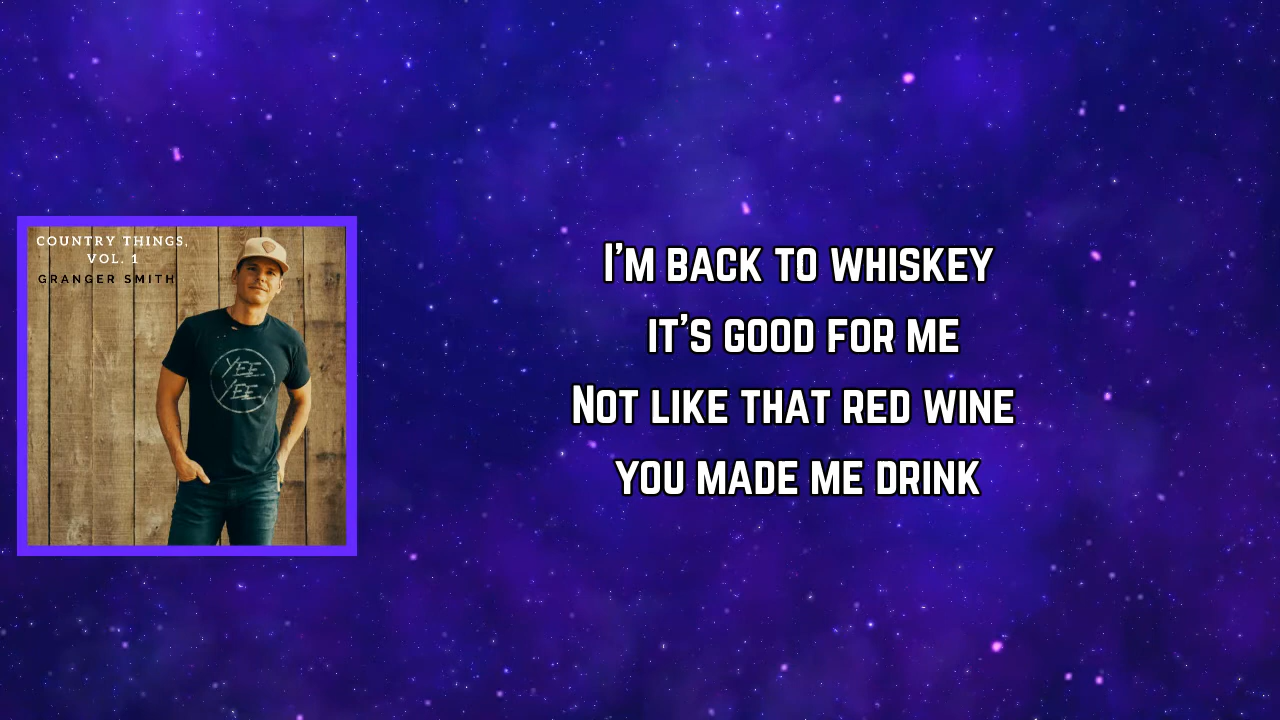 COUNTRY THINGS,
VOL. 1
GRANGER SMITH
YEE
YEE
I'M BACK TO WHISKEY
IT'S GOOD FOR ME
NOT LIKE THAT RED WINE
YOU MADE ME DRINK